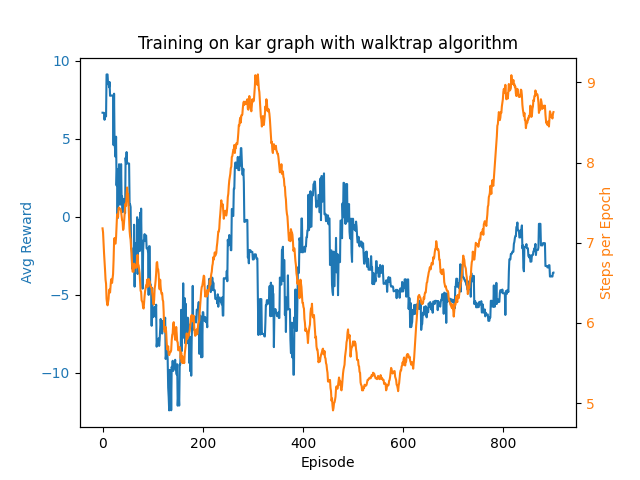 Training on kar graph with walktrap algorithm
10
5
0
−5
−10
Avg Reward
9
8
7
6
5
Steps per Epoch
0 200 400 600 800
Episode